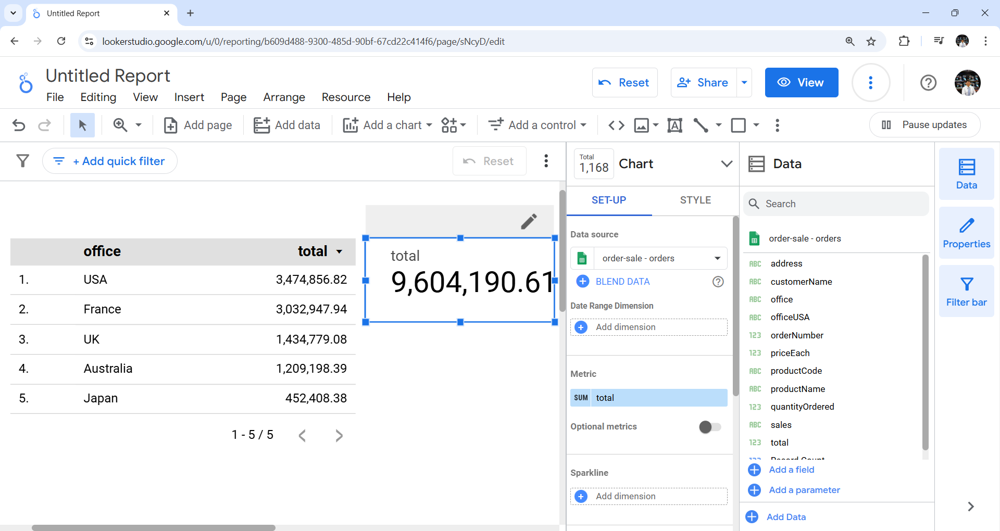 Untitled Report
lookerstudio.google.com/u/0/reporting/b609d488-9300-485d-90bf-67cd22c414f6/page/sNcyD/edit
Untitled Report
File Editing View Insert Page Arrange Resource Help
Reset
Share
View
Add page
Add data
Add a chart
Add a control
Pause updates
+ Add quick filter
Reset
office total
1. USA 3,474,856.82
2. France 3,032,947.94
3. UK 1,434,779.08
4. Australia 1,209,198.39
5. Japan 452,408.38
1 - 5 / 5
total
9,604,190.61
Total
1,168
Chart
SET-UP STYLE
Data source
order-sale - orders
BLEND DATA
Date Range Dimension
Add dimension
Metric
SUM total
Optional metrics
Sparkline
Add dimension
Data
Search
order-sale - orders
ABC address
ABC customerName
ABC office
ABC officeUSA
123 orderNumber
123 priceEach
ABC productCode
ABC productName
123 quantityOrdered
ABC sales
123 total
123 Record Count
Add a field
Add a parameter
Add Data
Data
Properties
Filter bar